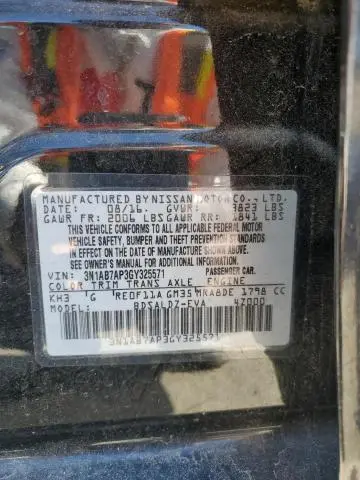 MANUFACTURED BY NISSAN MOTOR CO., LTD.
DATE: 08/16 GVWR 3823 LBS
GAWR FR: 2006 LBS GAWR RR: 1841 LBS
THIS VEHICLE CONFORMS TO ALL APPLICABLE FEDERAL MOTOR
VEHICLE SAFETY, BUMPER AND THEFT PREVENTION STANDARDS
IN EFFECT ON THE DATE OF MANUFACTURE SHOWN ABOVE.
SEE OWNER'S MANUAL FOR ADDITIONAL INFORMATION.
VIN: 3N1AB7AP3GY325571 PASSENGER CAR.
COLOR TRIM TRANS AXLE ENGINE
KH3 G RE0F11A GM35 MRA8DE 1798 CC
MODEL: BDSALDZ-EVA 47000
3N1AB7AP3GY325571